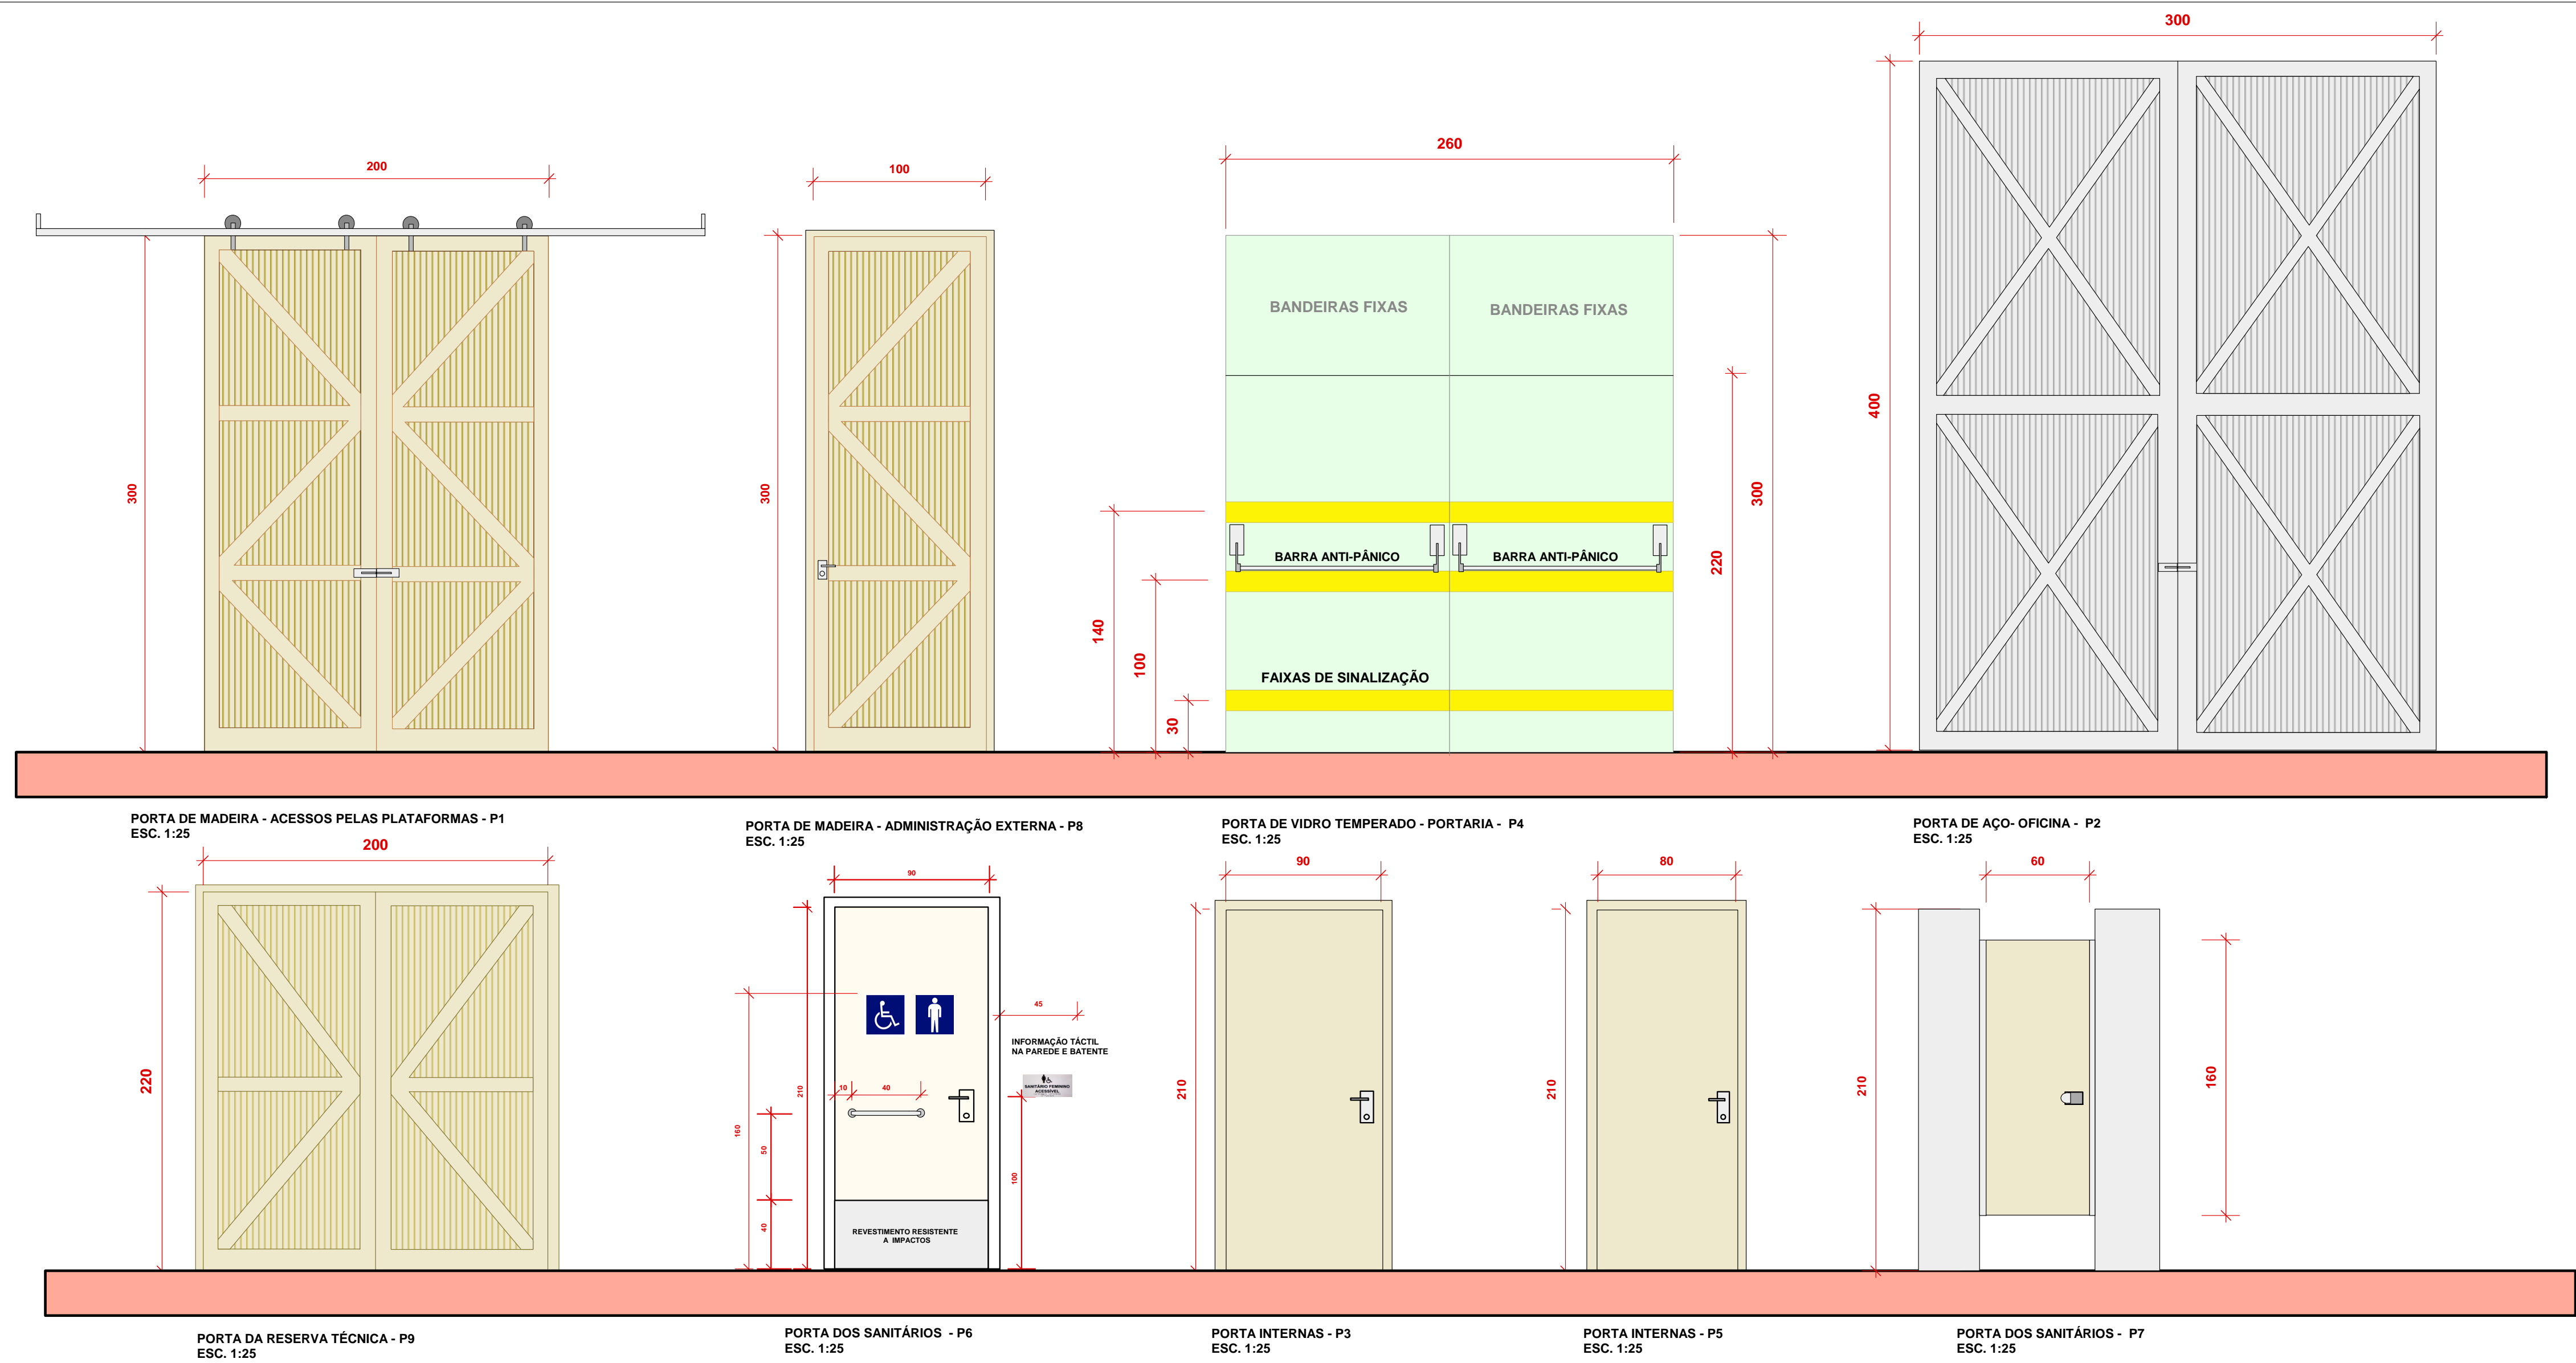 300
200
100
260
300
300
400
BANDEIRAS FIXAS
BANDEIRAS FIXAS
BARRA ANTI-PÂNICO
BARRA ANTI-PÂNICO
FAIXAS DE SINALIZAÇÃO
140
100
30
220
300
PORTA DE MADEIRA - ACESSOS PELAS PLATAFORMAS - P1
ESC. 1:25
PORTA DE MADEIRA - ADMINISTRAÇÃO EXTERNA - P8
ESC. 1:25
PORTA DE VIDRO TEMPERADO - PORTARIA - P4
ESC. 1:25
PORTA DE AÇO- OFICINA - P2
ESC. 1:25
200
220
90
160
210
50
40
10
40
45
INFORMAÇÃO TÁCTIL
NA PAREDE E BATENTE
SANITÁRIO FEMININO
ACESSÍVEL
100
REVESTIMENTO RESISTENTE
A IMPACTOS
90
210
80
210
60
210
160
PORTA DA RESERVA TÉCNICA - P9
ESC. 1:25
PORTA DOS SANITÁRIOS - P6
ESC. 1:25
PORTA INTERNAS - P3
ESC. 1:25
PORTA INTERNAS - P5
ESC. 1:25
PORTA DOS SANITÁRIOS - P7
ESC. 1:25